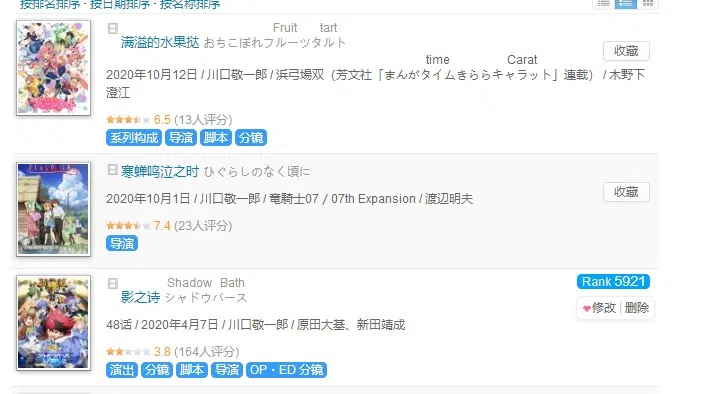 按排名排序 · 按日期排序 · 按名称排序
Fruit tart
满溢的水果挞 おちこぼれフルーツタルト
收藏
time Carat
2020年10月12日 / 川口敬一郎 / 浜弓場双（芳文社「まんがタイムきららキャラット」連載） / 木野下
澄江
6.5 (13人评分)
系列构成 导演 脚本 分镜
寒蝉鸣泣之时 ひぐらしのなく頃に
收藏
2020年10月1日 / 川口敬一郎 / 竜騎士07 / 07th Expansion / 渡辺明夫
7.4 (23人评分)
导演
Shadow Bath
影之诗 シャドウバース
Rank 5921
❤修改 | 删除
48话 / 2020年4月7日 / 川口敬一郎 / 原田大基、新田靖成
3.8 (164人评分)
演出 分镜 脚本 导演 OP・ED 分镜